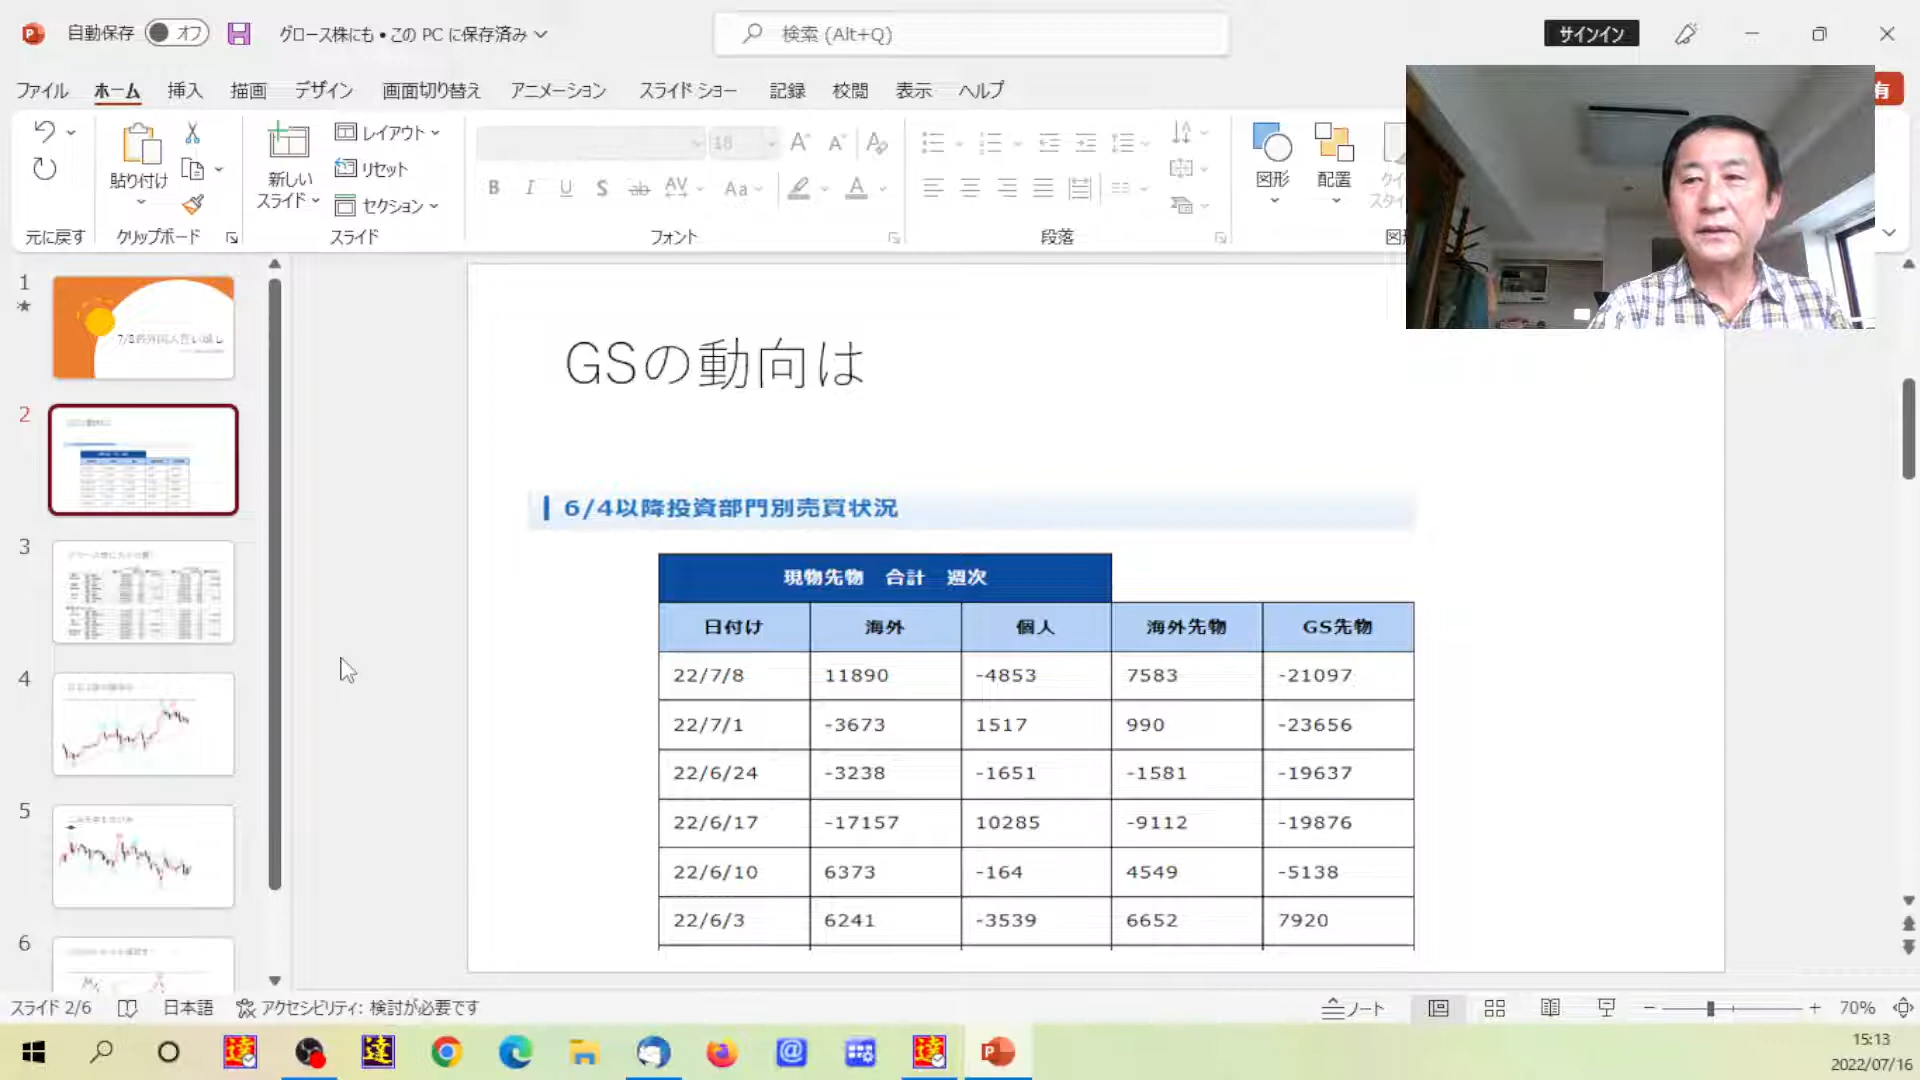 自動保存 オフ グロース株にも • この PC に保存済み 検索 (Alt+Q) サインイン
ファイル ホーム 挿入 描画 デザイン 画面切り替え アニメーション スライド ショー 記録 校閲 表示 ヘルプ 有
貼り付け 新しい スライド レイアウト リセット セクション 18 図形 配置
元に戻す クリップボード スライド フォント 段落
1
2
3
4
5
6
GSの動向は
6/4以降投資部門別売買状況
現物先物 合計 週次
日付け 海外 個人 海外先物 GS先物
22/7/8 11890 -4853 7583 -21097
22/7/1 -3673 1517 990 -23656
22/6/24 -3238 -1651 -1581 -19637
22/6/17 -17157 10285 -9112 -19876
22/6/10 6373 -164 4549 -5138
22/6/3 6241 -3539 6652 7920
スライド 2/6 日本語 アクセシビリティ: 検討が必要です ノート 70%
15:13
2022/07/16